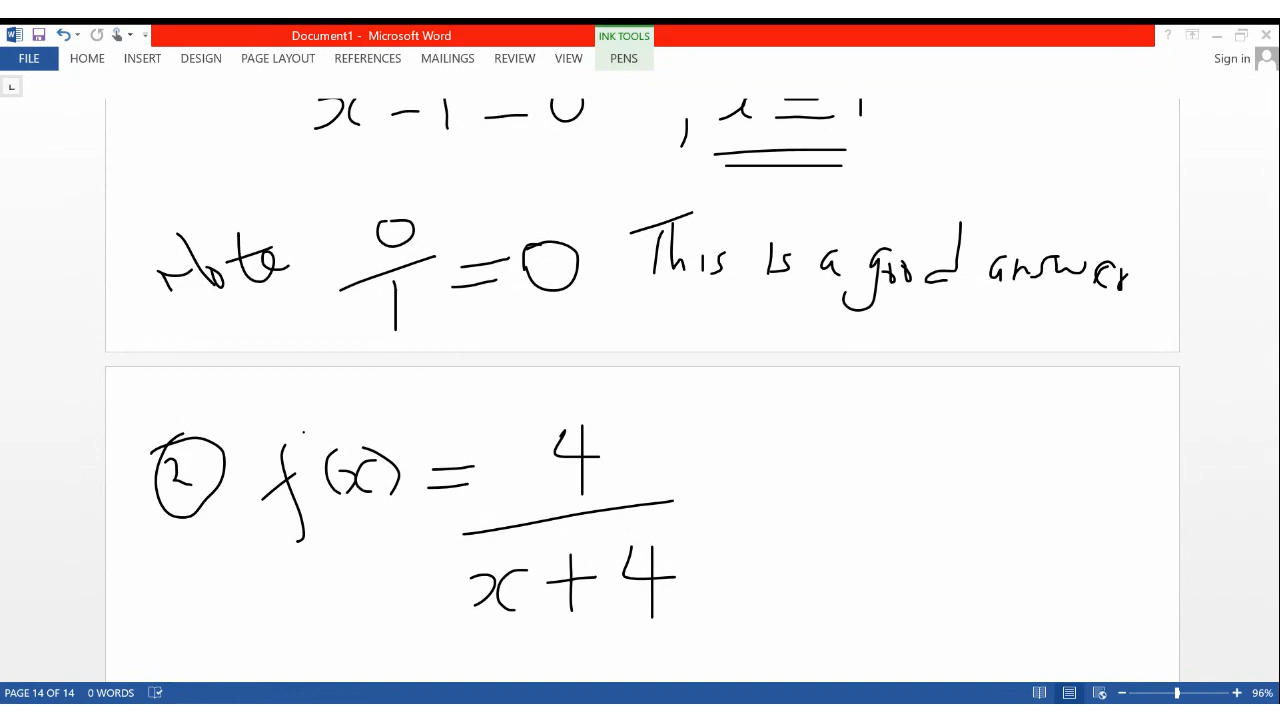 Document1 - Microsoft Word
INK TOOLS
?
FILE HOME INSERT DESIGN PAGE LAYOUT REFERENCES MAILINGS REVIEW VIEW PENS
Sign in
x - 1 = 0 , x = 1
Note 0/1 = 0 This is a good answer
② f(x) = 4/(x + 4)
PAGE 14 OF 14 0 WORDS
96%